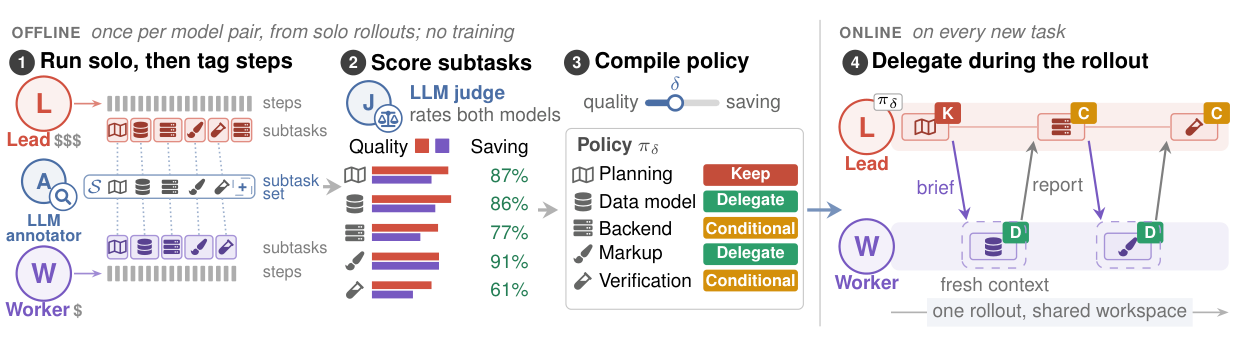 OFFLINE once per model pair, from solo rollouts; no training
1 Run solo, then tag steps
L
Lead $$$
steps
subtasks
A
LLM
annotator
S
+
subtask
set
W
Worker $
subtasks
steps
2 Score subtasks
J
LLM judge
rates both models
Quality Saving
87%
86%
77%
91%
61%
3 Compile policy
δ
quality saving
Policy πδ
Planning Keep
Data model Delegate
Backend Conditional
Markup Delegate
Verification Conditional
ONLINE on every new task
4 Delegate during the rollout
L
πδ
Lead
K
C
C
brief
report
W
Worker
D
D
fresh context
one rollout, shared workspace